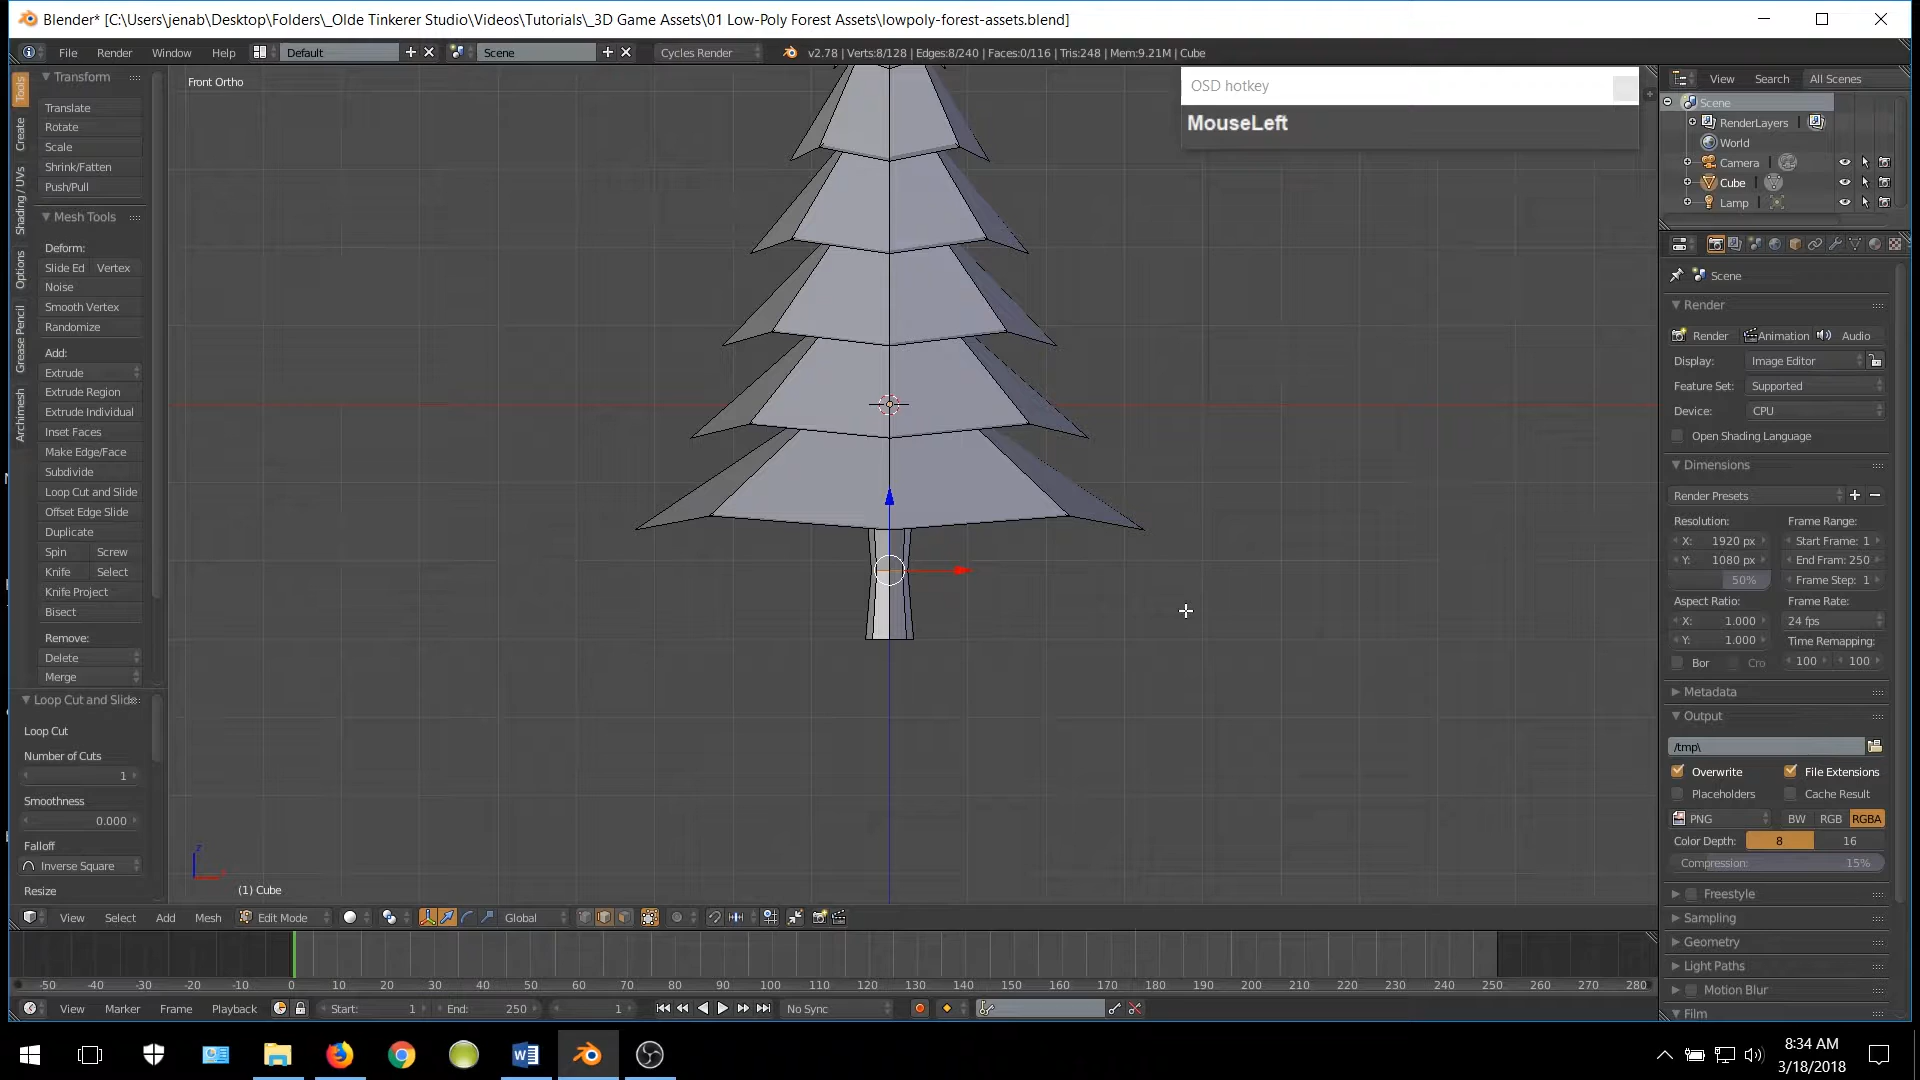 Blender* [C:\Users\jenab\Desktop\Folders\_Olde Tinkerer Studio\Videos\Tutorials\_3D Game Assets\01 Low-Poly Forest Assets\lowpoly-forest-assets.blend]
File Render Window Help Default Scene Cycles Render v2.78 | Verts:8/128 | Edges:8/240 | Faces:0/116 | Tris:248 | Mem:9.21M | Cube
Tools
Create
Shading / UVs
Options
Grease Pencil
Archimesh
Transform
Translate
Rotate
Scale
Shrink/Fatten
Push/Pull
Mesh Tools
Deform:
Slide Ed Vertex
Noise
Smooth Vertex
Randomize
Add:
Extrude
Extrude Region
Extrude Individual
Inset Faces
Make Edge/Face
Subdivide
Loop Cut and Slide
Offset Edge Slide
Duplicate
Spin Screw
Knife Select
Knife Project
Bisect
Remove:
Delete
Merge
Loop Cut and Slide
Loop Cut
Number of Cuts
1
Smoothness
0.000
Falloff
Inverse Square
Resize
Front Ortho
OSD hotkey
MouseLeft
z
(1) Cube
View Select Add Mesh Edit Mode Global
-50 -40 -30 -20 -10 0 10 20 30 40 50 60 70 80 90 100 110 120 130 140 150 160 170 180 190 200 210 220 230 240 250 260 270 280
View Marker Frame Playback Start: 1 End: 250 1 No Sync
View Search All Scenes
Scene
RenderLayers
World
Camera
Cube
Lamp
Scene
Render
Render Animation Audio
Display: Image Editor
Feature Set: Supported
Device: CPU
Open Shading Language
Dimensions
Render Presets
Resolution: Frame Range:
X: 1920 px Start Frame: 1
Y: 1080 px End Fram: 250
50% Frame Step: 1
Aspect Ratio: Frame Rate:
X: 1.000 24 fps
Y: 1.000 Time Remapping:
Bor Cro 100 100
Metadata
Output
/tmp\
Overwrite File Extensions
Placeholders Cache Result
PNG BW RGB RGBA
Color Depth: 8 16
Compression: 15%
Freestyle
Sampling
Geometry
Light Paths
Motion Blur
Film
8:34 AM
3/18/2018